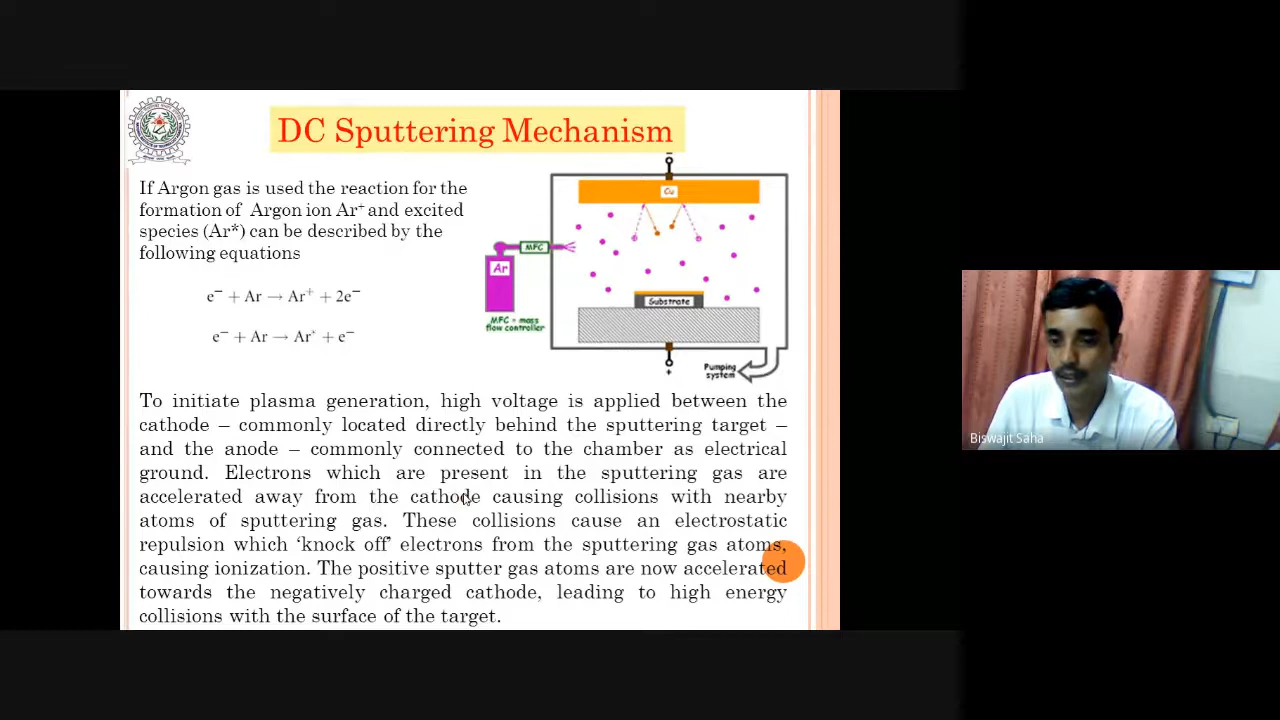 DC Sputtering Mechanism
If Argon gas is used the reaction for the
formation of Argon ion Ar⁺ and excited
species (Ar*) can be described by the
following equations
e⁻ + Ar → Ar⁺ + 2e⁻
e⁻ + Ar → Ar* + e⁻
−
Cu
MFC
Ar
Substrate
MFC = mass
flow controller
+
Pumping
system
To initiate plasma generation, high voltage is applied between the
cathode – commonly located directly behind the sputtering target –
and the anode – commonly connected to the chamber as electrical
ground. Electrons which are present in the sputtering gas are
accelerated away from the cathode causing collisions with nearby
atoms of sputtering gas. These collisions cause an electrostatic
repulsion which ‘knock off’ electrons from the sputtering gas atoms,
causing ionization. The positive sputter gas atoms are now accelerated
towards the negatively charged cathode, leading to high energy
collisions with the surface of the target.
Biswajit Saha